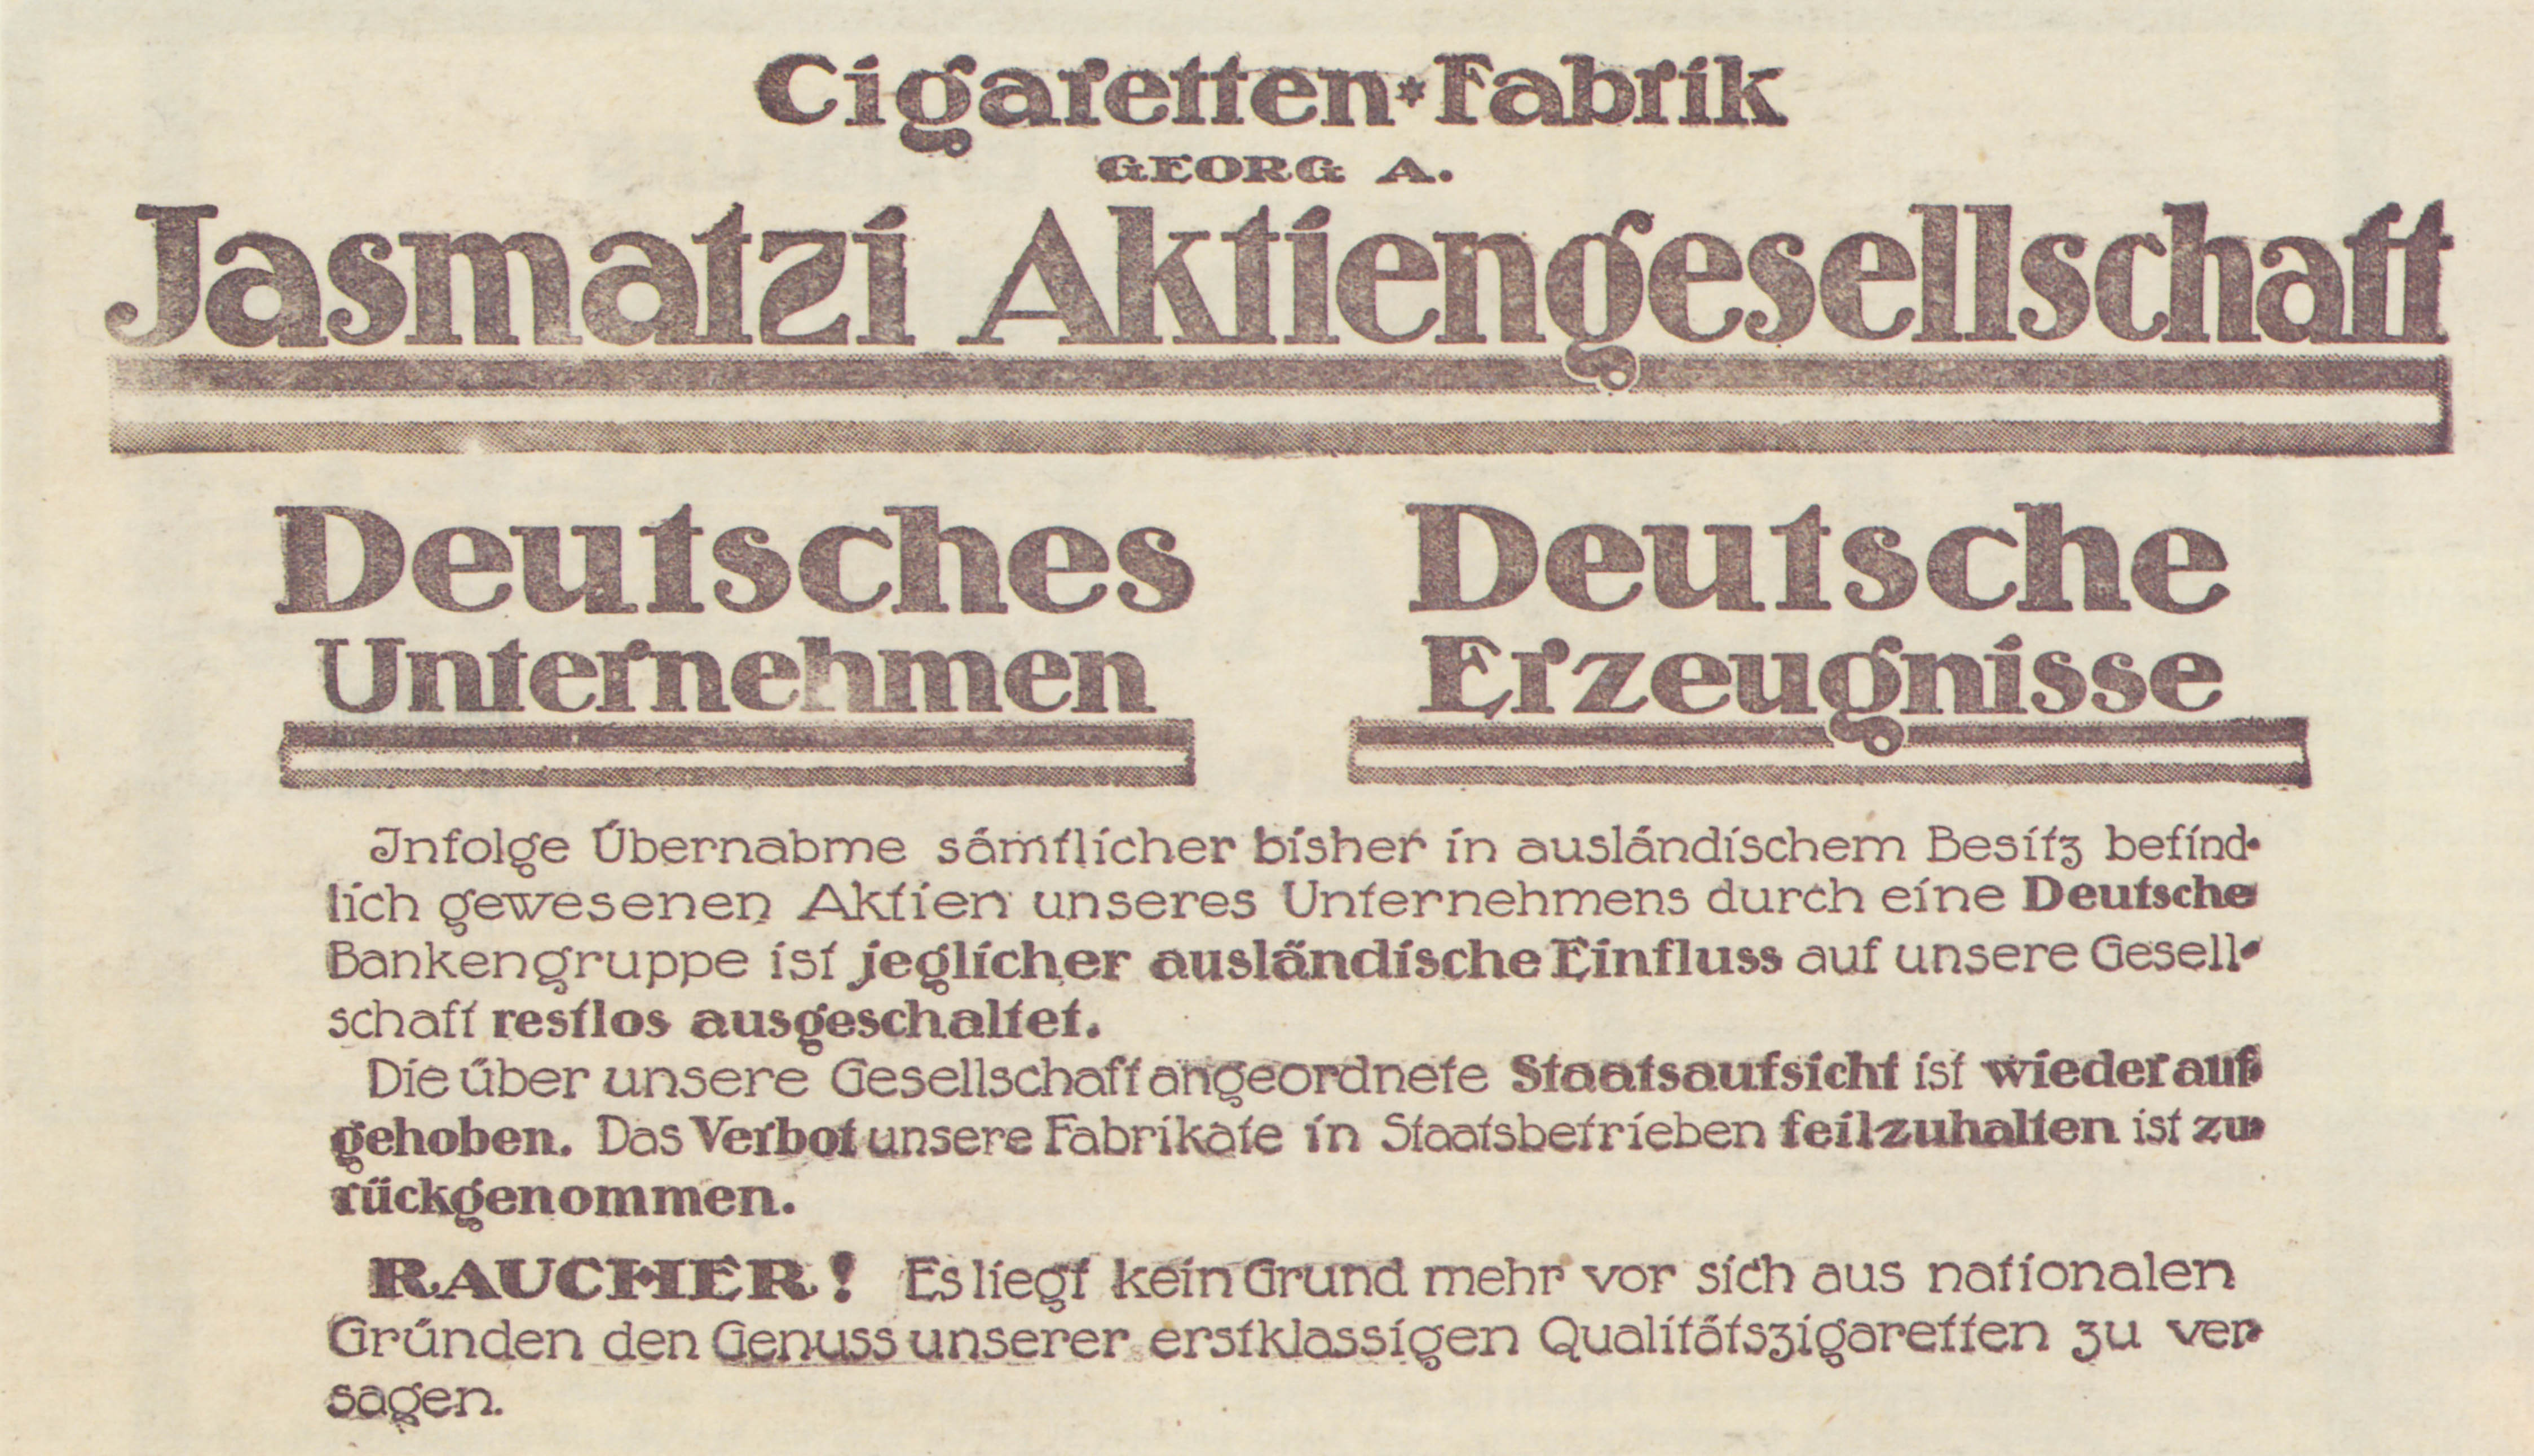 Cigaretten*Fabrik
GEORG A.
Jasmatzi Aktiengesellschaft
Deutsches Deutsche
Unternehmen Erzeugnisse
Infolge Übernabme sämtlicher bisher in ausländischem Besitz befind-
lich gewesenen Aktien unseres Unternehmens durch eine Deutsche
Bankengruppe ist jeglicher ausländische Einfluss auf unsere Gesell-
schaft restlos ausgeschaltet.
Die über unsere Gesellschaft angeordnete Staatsaufsicht ist wieder auf-
gehoben. Das Verbot unsere Fabrikate in Staatsbetrieben feilzuhalten ist zu-
rückgenommen.
RAUCHER! Es liegt kein Grund mehr vor sich aus nationalen
Gründen den Genuss unserer erstklassigen Qualitätszigaretten zu ver-
sagen.